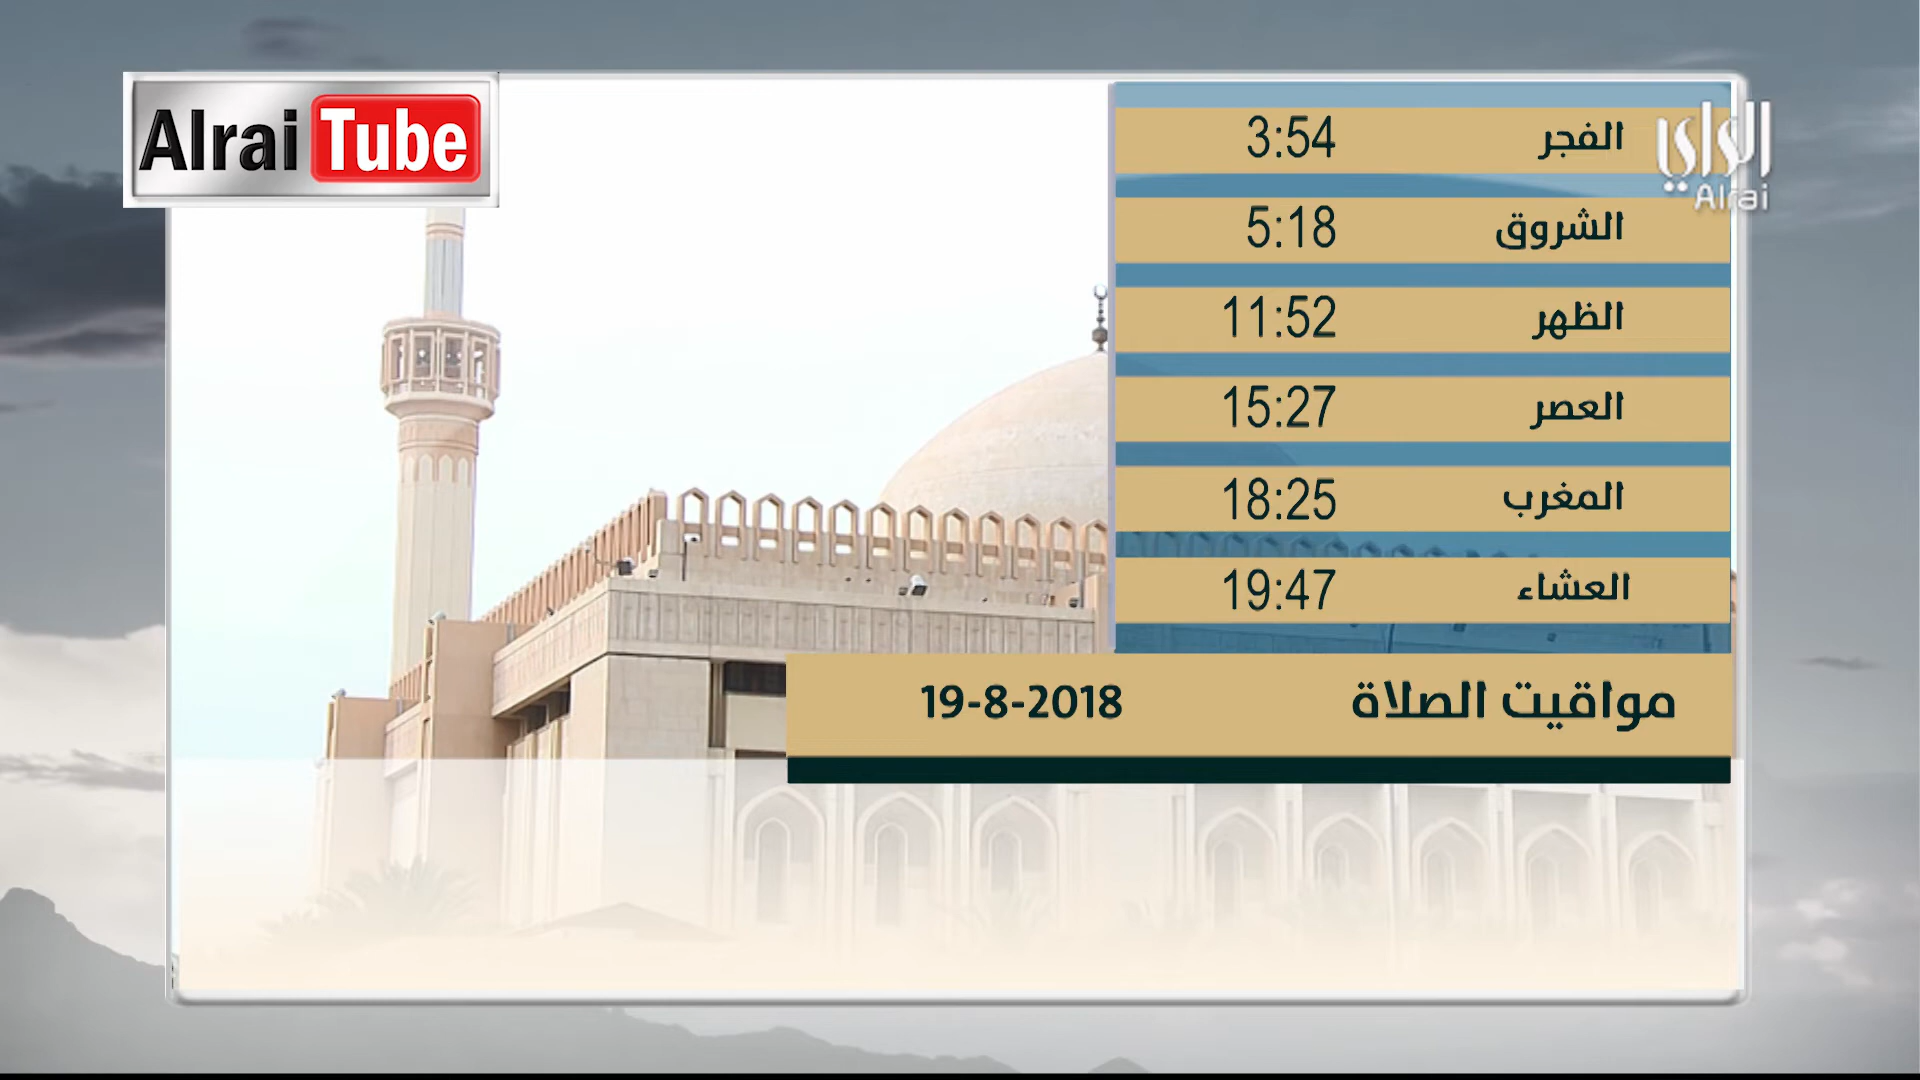 Alrai Tube
الراي
Alrai
الفجر 3:54
الشروق 5:18
الظهر 11:52
العصر 15:27
المغرب 18:25
العشاء 19:47
مواقيت الصلاة 19-8-2018